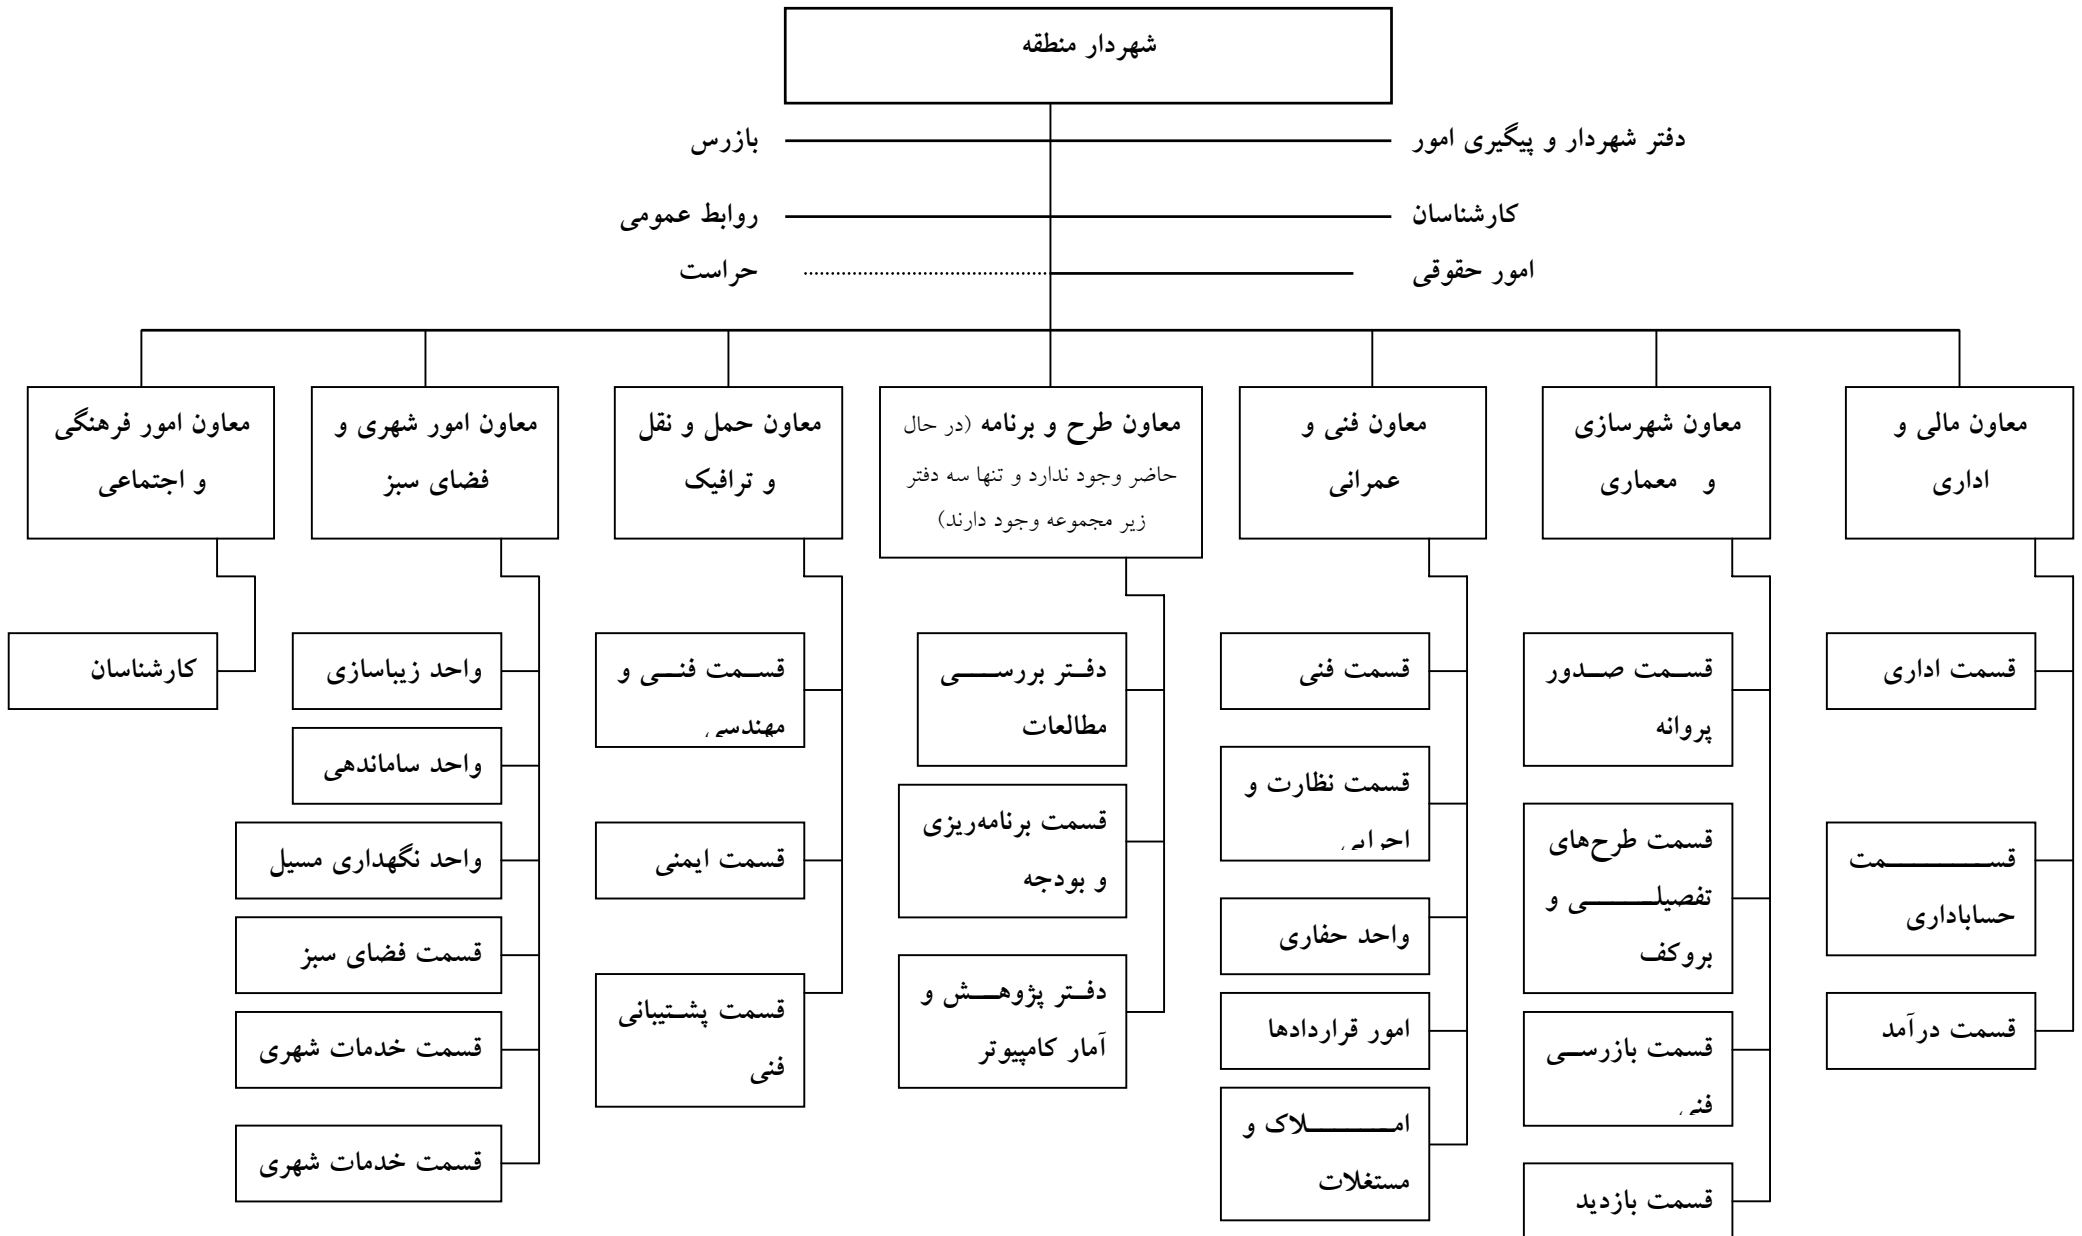 شهردار منطقه
دفتر شهردار و پیگیری امور
بازرس
کارشناسان
روابط عمومی
امور حقوقی
حراست
معاون مالی و
اداری
معاون شهرسازی
و معماری
معاون فنی و
عمرانی
معاون طرح و برنامه (در حال
حاضر وجود ندارد و تنها سه دفتر
زیر مجموعه وجود دارند)
معاون حمل و نقل
و ترافیک
معاون امور شهری و
فضای سبز
معاون امور فرهنگی
و اجتماعی
قسمت اداری
قسمت
حساباداری
قسمت درآمد
قسمت صدور
پروانه
قسمت طرح‌های
تفصیلی و
بروکف
قسمت بازرسی
فنی
قسمت بازدید
قسمت فنی
قسمت نظارت و
اجرایی
واحد حفاری
امور قراردادها
املاک و
مستغلات
دفتر بررسی
مطالعات
قسمت برنامه‌ریزی
و بودجه
دفتر پژوهش و
آمار کامپیوتر
قسمت فنی و
مهندسی
قسمت ایمنی
قسمت پشتیبانی
فنی
واحد زیباسازی
واحد ساماندهی
واحد نگهداری مسیل
قسمت فضای سبز
قسمت خدمات شهری
قسمت خدمات شهری
کارشناسان